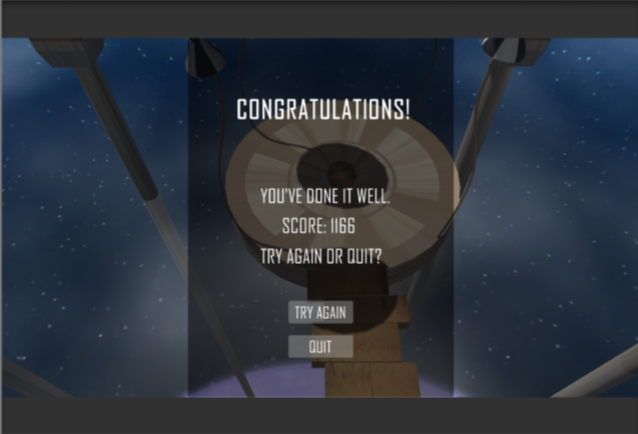 CONGRATULATIONS!
YOU'VE DONE IT WELL.
SCORE: 1166
TRY AGAIN OR QUIT?
TRY AGAIN
QUIT